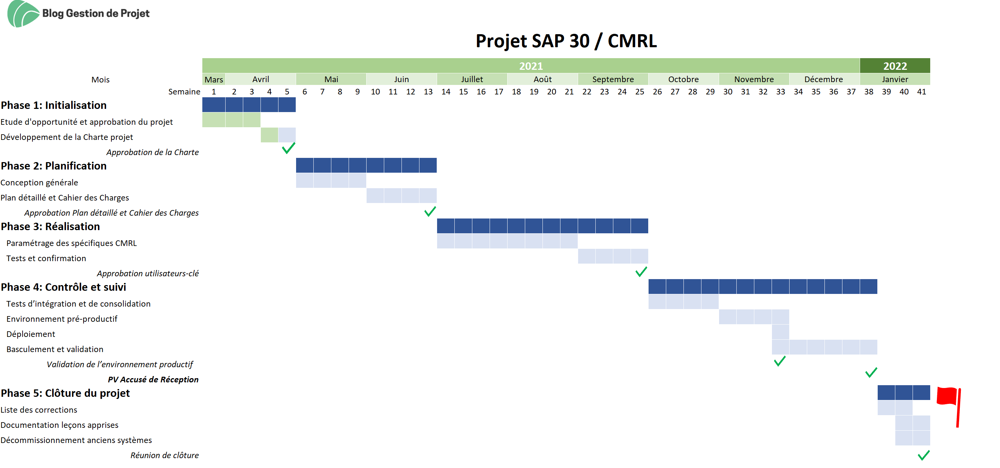 Blog Gestion de Projet
Projet SAP 30 / CMRL
2021 2022
Mois Mars Avril Mai Juin Juillet Août Septembre Octobre Novembre Décembre Janvier
Semaine 1 2 3 4 5 6 7 8 9 10 11 12 13 14 15 16 17 18 19 20 21 22 23 24 25 26 27 28 29 30 31 32 33 34 35 36 37 38 39 40 41
Phase 1: Initialisation
Etude d'opportunité et approbation du projet
Développement de la Charte projet
Approbation de la Charte
Phase 2: Planification
Conception générale
Plan détaillé et Cahier des Charges
Approbation Plan détaillé et Cahier des Charges
Phase 3: Réalisation
Paramétrage des spécifiques CMRL
Tests et confirmation
Approbation utilisateurs-clé
Phase 4: Contrôle et suivi
Tests d’intégration et de consolidation
Environnement pré-productif
Déploiement
Basculement et validation
Validation de l’environnement productif
PV Accusé de Réception
Phase 5: Clôture du projet
Liste des corrections
Documentation leçons apprises
Décommissionnement anciens systèmes
Réunion de clôture